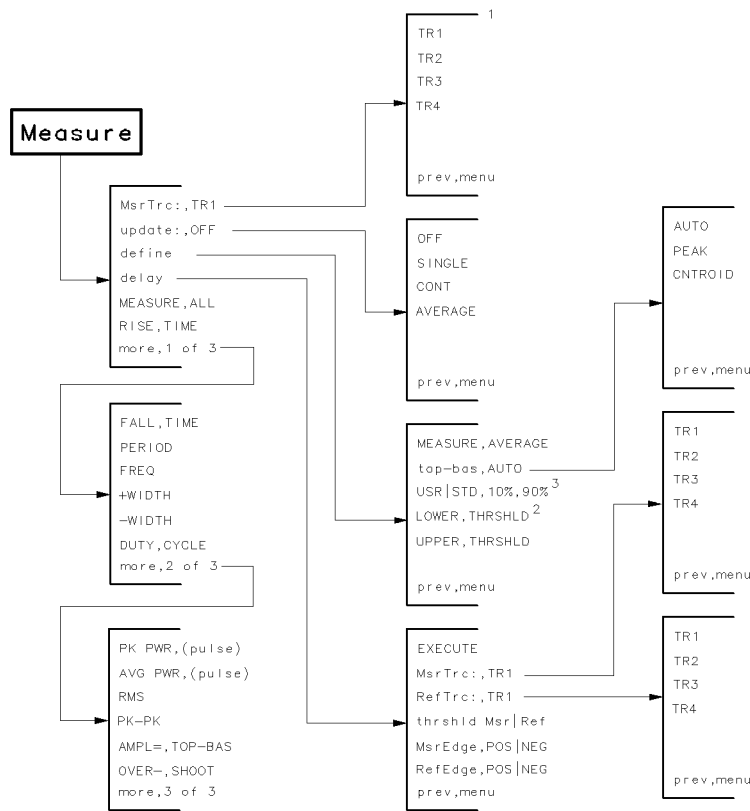 Measure
MsrTrc:,TR1
update:,OFF
define
delay
MEASURE,ALL
RISE,TIME
more,1 of 3
FALL,TIME
PERIOD
FREQ
+WIDTH
−WIDTH
DUTY,CYCLE
more,2 of 3
PK PWR,(pulse)
AVG PWR,(pulse)
RMS
PK−PK
AMPL=,TOP−BAS
OVER−,SHOOT
more,3 of 3
1
TR1
TR2
TR3
TR4
prev,menu
OFF
SINGLE
CONT
AVERAGE
prev,menu
MEASURE,AVERAGE
top−bas,AUTO
USR|STD,10%,90% 3
LOWER,THRSHLD 2
UPPER,THRSHLD
prev,menu
EXECUTE
MsrTrc:,TR1
RefTrc:,TR1
thrshld Msr|Ref
MsrEdge,POS|NEG
RefEdge,POS|NEG
prev,menu
AUTO
PEAK
CNTROID
prev,menu
TR1
TR2
TR3
TR4
prev,menu
TR1
TR2
TR3
TR4
prev,menu